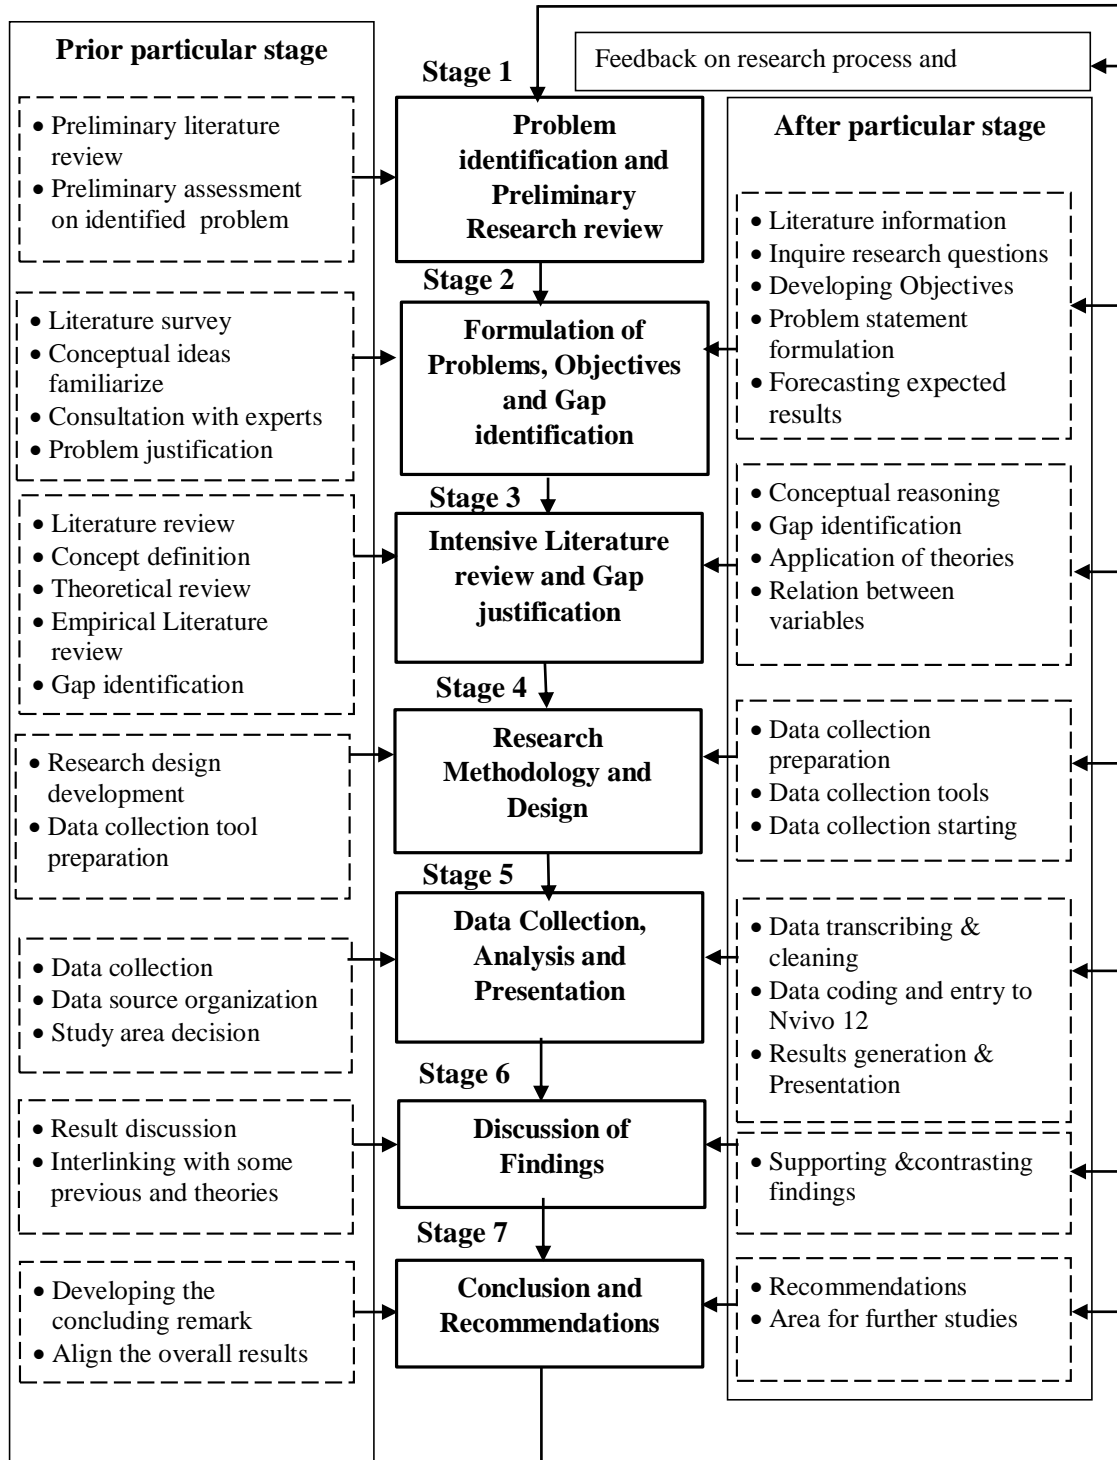 Prior particular stage
• Preliminary literature
review
• Preliminary assessment
on identified problem
• Literature survey
• Conceptual ideas
familiarize
• Consultation with experts
• Problem justification
• Literature review
• Concept definition
• Theoretical review
• Empirical Literature
review
• Gap identification
• Research design
development
• Data collection tool
preparation
• Data collection
• Data source organization
• Study area decision
• Result discussion
• Interlinking with some
previous and theories
• Developing the
concluding remark
• Align the overall results
Stage 1
Problem
identification and
Preliminary
Research review
Stage 2
Formulation of
Problems, Objectives
and Gap
identification
Stage 3
Intensive Literature
review and Gap
justification
Stage 4
Research
Methodology and
Design
Stage 5
Data Collection,
Analysis and
Presentation
Stage 6
Discussion of
Findings
Stage 7
Conclusion and
Recommendations
Feedback on research process and
After particular stage
• Literature information
• Inquire research questions
• Developing Objectives
• Problem statement
formulation
• Forecasting expected
results
• Conceptual reasoning
• Gap identification
• Application of theories
• Relation between
variables
• Data collection
preparation
• Data collection tools
• Data collection starting
• Data transcribing &
cleaning
• Data coding and entry to
Nvivo 12
• Results generation &
Presentation
• Supporting &contrasting
findings
• Recommendations
• Area for further studies